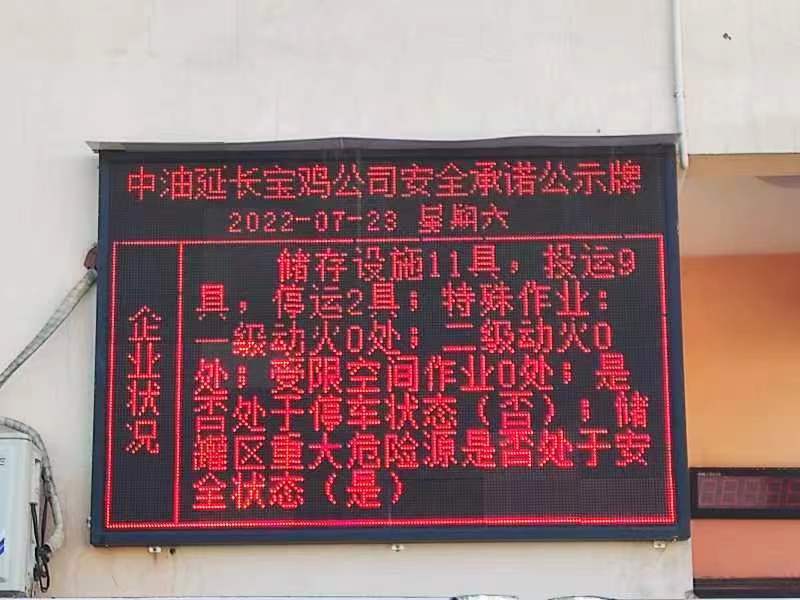 中油延长宝鸡公司安全承诺公示牌
2022-07-23 星期六
企业状况
储存设施11具，投运9
具，停运2具；特殊作业：
一级动火0处；二级动火0
处；受限空间作业0处；是
否处于停车状态（否）；储
罐区重大危险源是否处于安
全状态（是）